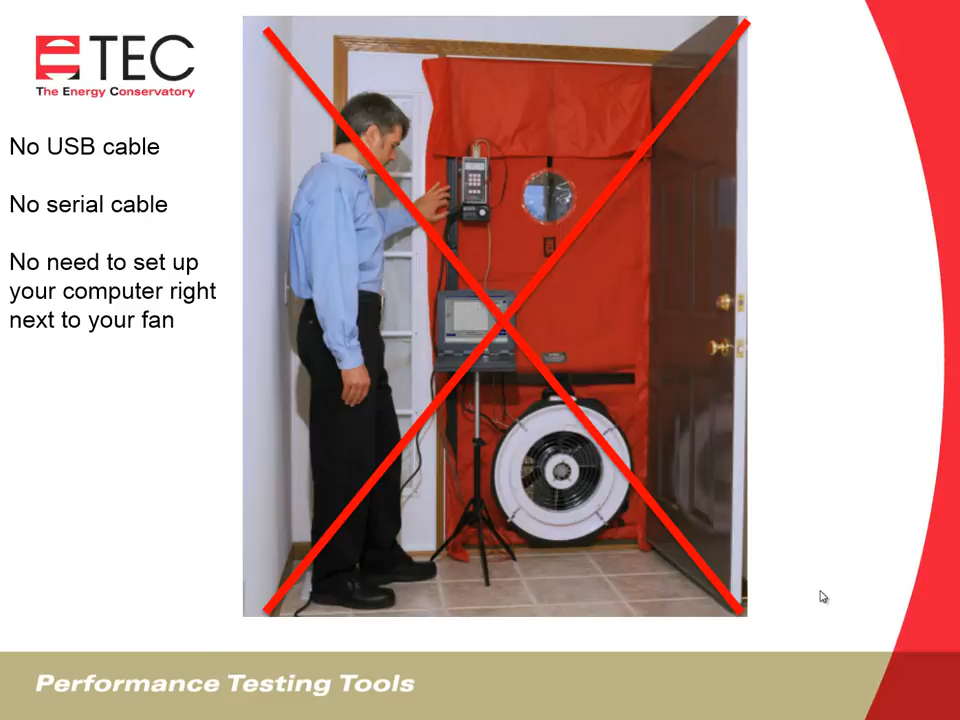 TEC
The Energy Conservatory
No USB cable
No serial cable
No need to set up
your computer right
next to your fan
Performance Testing Tools